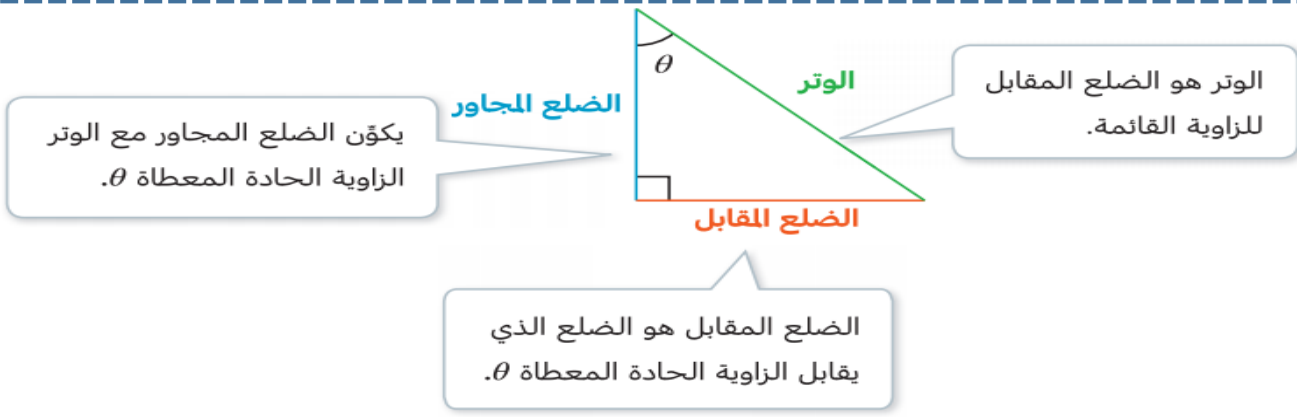 θ
الوتر
الوتر هو الضلع المقابل
للزاوية القائمة.
الضلع المجاور
يكوِّن الضلع المجاور مع الوتر
الزاوية الحادة المعطاة θ.
الضلع المقابل
الضلع المقابل هو الضلع الذي
يقابل الزاوية الحادة المعطاة θ.